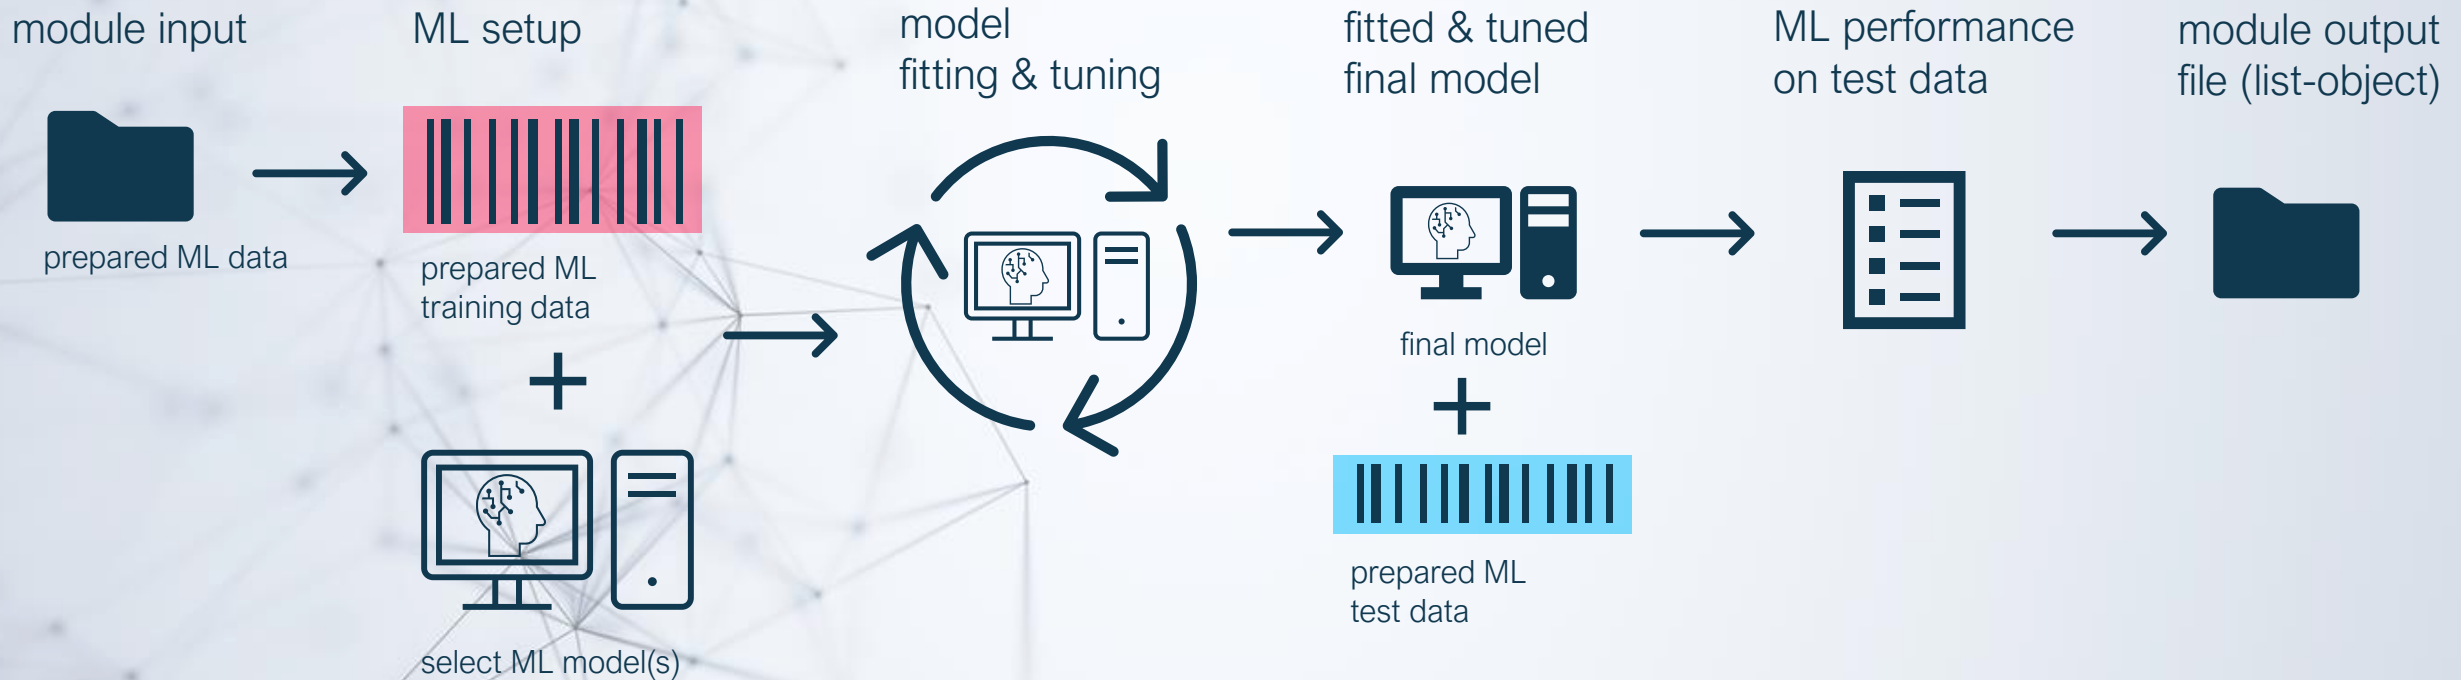 module input
prepared ML data
ML setup
prepared ML
training data
select ML model(s)
model
fitting & tuning
fitted & tuned
final model
final model
prepared ML
test data
ML performance
on test data
module output
file (list-object)